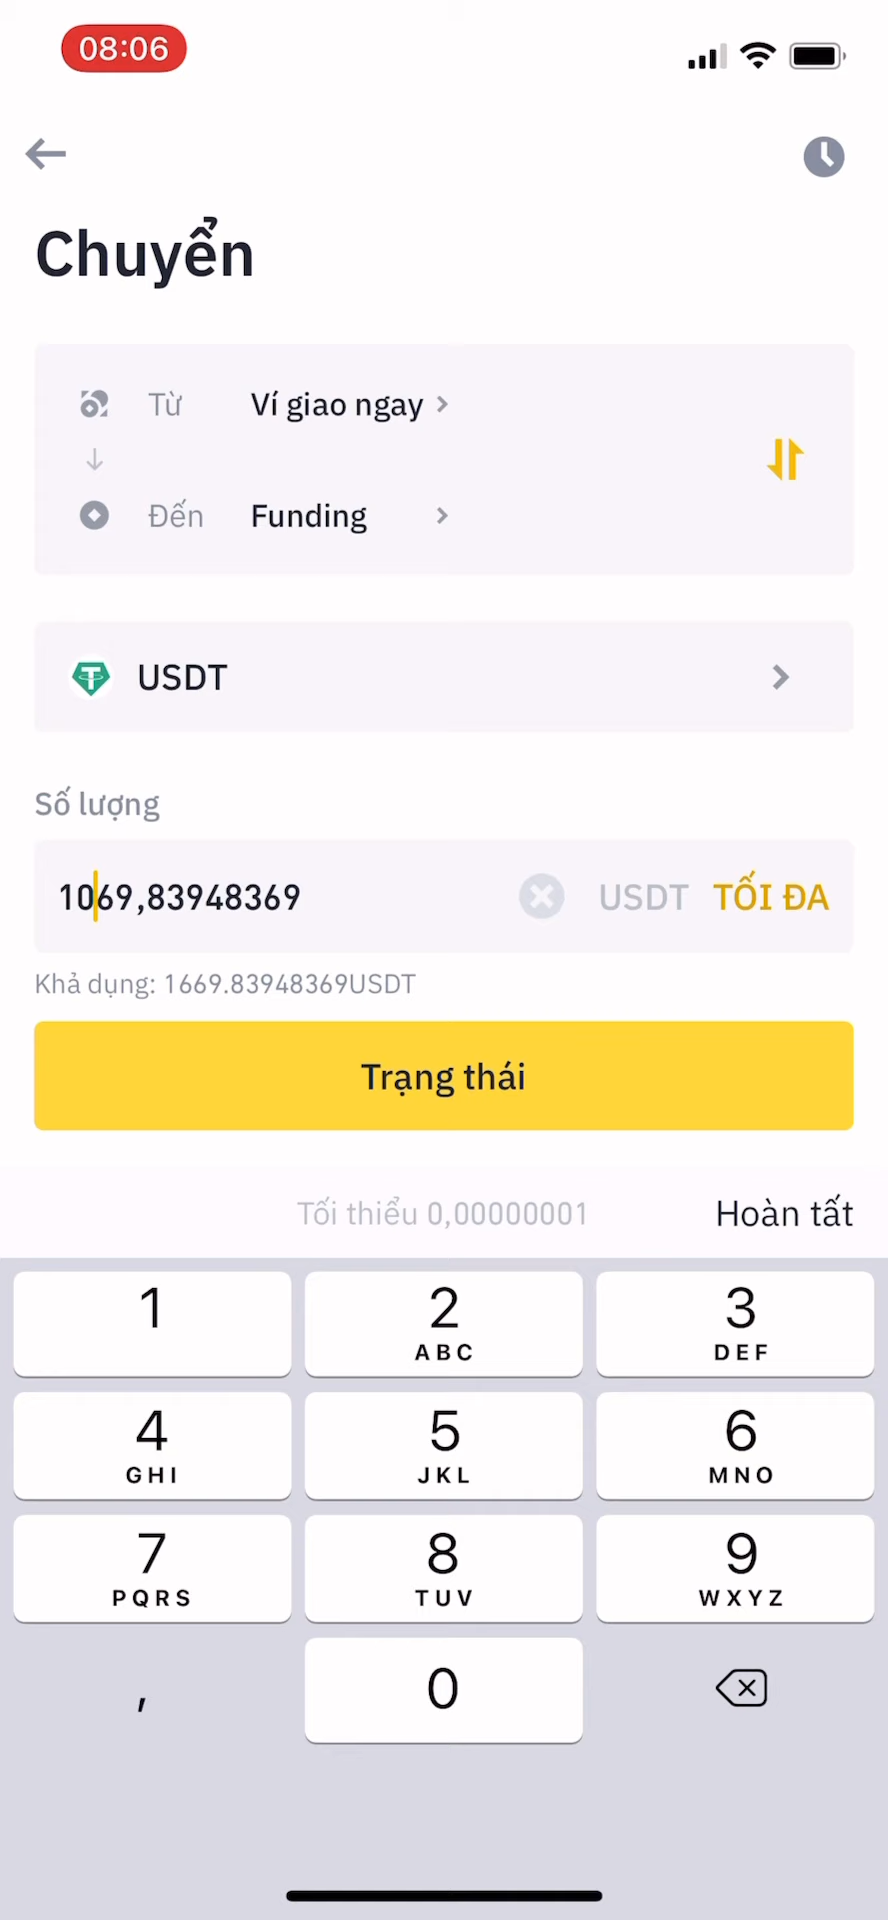 08:06
Chuyển
Từ Ví giao ngay
Đến Funding
USDT
Số lượng
1069,83948369 USDT TỐI ĐA
Khả dụng: 1669.83948369USDT
Trạng thái
Tối thiểu 0,00000001 Hoàn tất
1 2 3
ABC DEF
4 5 6
GHI JKL MNO
7 8 9
PQRS TUV WXYZ
, 0